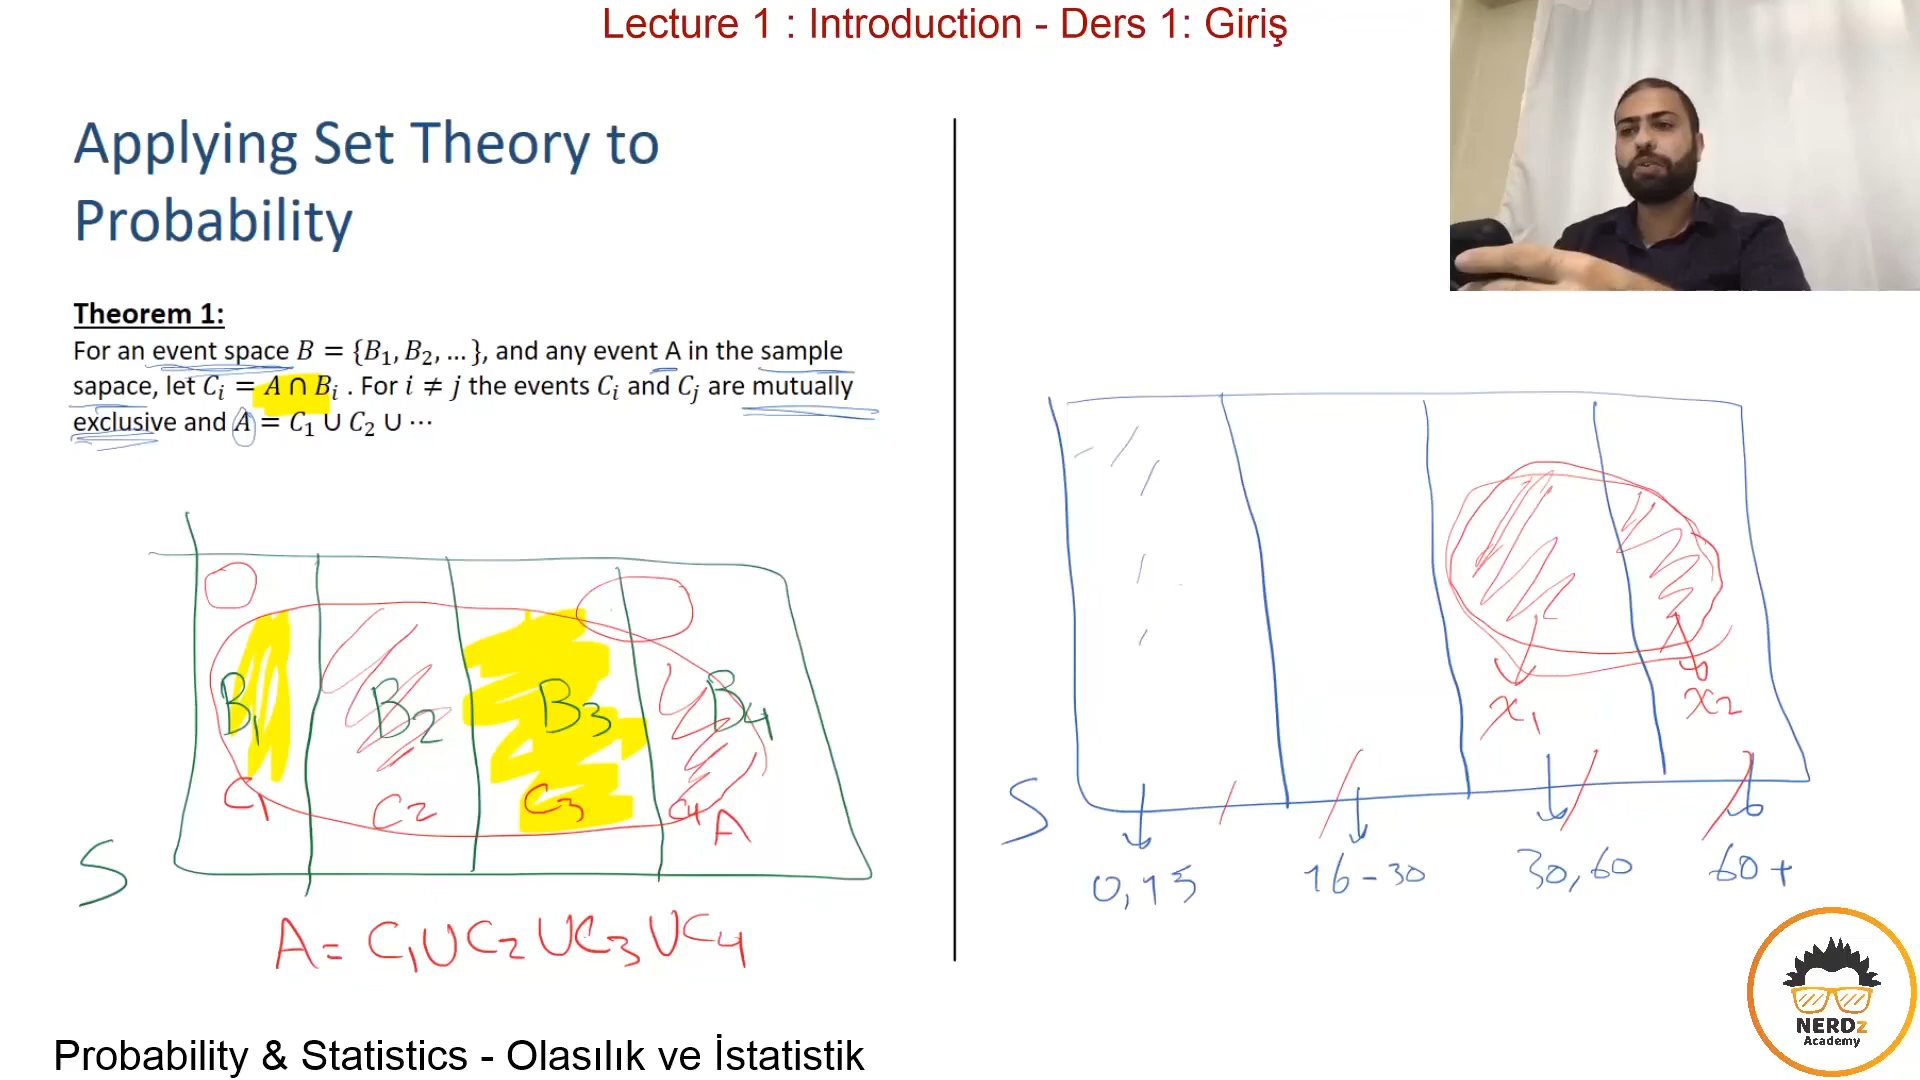 Lecture 1 : Introduction - Ders 1: Giriş
Applying Set Theory to
Probability
Theorem 1:
For an event space B = {B₁, B₂, … }, and any event A in the sample
sapace, let Cᵢ = A ∩ Bᵢ . For i ≠ j the events Cᵢ and Cⱼ are mutually
exclusive and A = C₁ ∪ C₂ ∪ ⋯
B₁ B₂ B₃ B₄
C₁ C₂ C₃ C₄ A
S
A = C₁ ∪ C₂ ∪ C₃ ∪ C₄
x₁ x₂
S
0,15 16-30 30,60 60+
NERDz
Academy
Probability & Statistics - Olasılık ve İstatistik